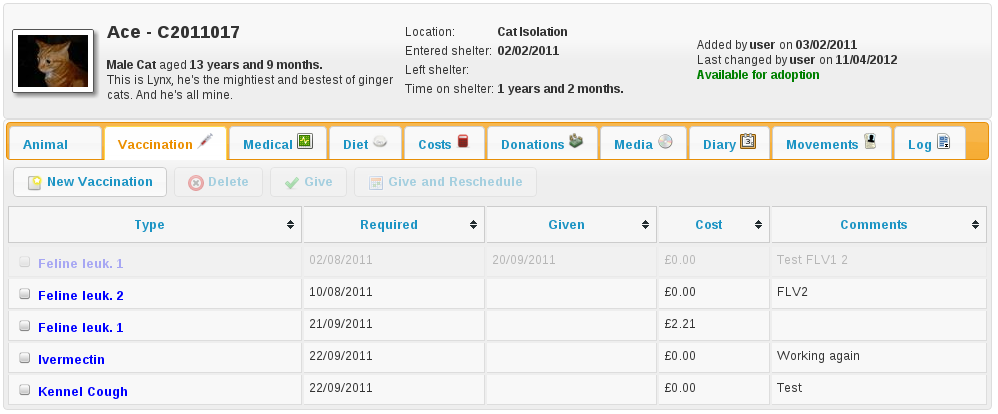 Ace - C2011017
Male Cat aged 13 years and 9 months.
This is Lynx, he's the mightiest and bestest of ginger
cats. And he's all mine.
Location: Cat Isolation
Entered shelter: 02/02/2011
Left shelter:
Time on shelter: 1 years and 2 months.
Added by user on 03/02/2011
Last changed by user on 11/04/2012
Available for adoption
Animal Vaccination Medical Diet Costs Donations Media Diary Movements Log
New Vaccination Delete Give Give and Reschedule
Type Required Given Cost Comments
Feline leuk. 1 02/08/2011 20/09/2011 £0.00 Test FLV1 2
Feline leuk. 2 10/08/2011 £0.00 FLV2
Feline leuk. 1 21/09/2011 £2.21
Ivermectin 22/09/2011 £0.00 Working again
Kennel Cough 22/09/2011 £0.00 Test